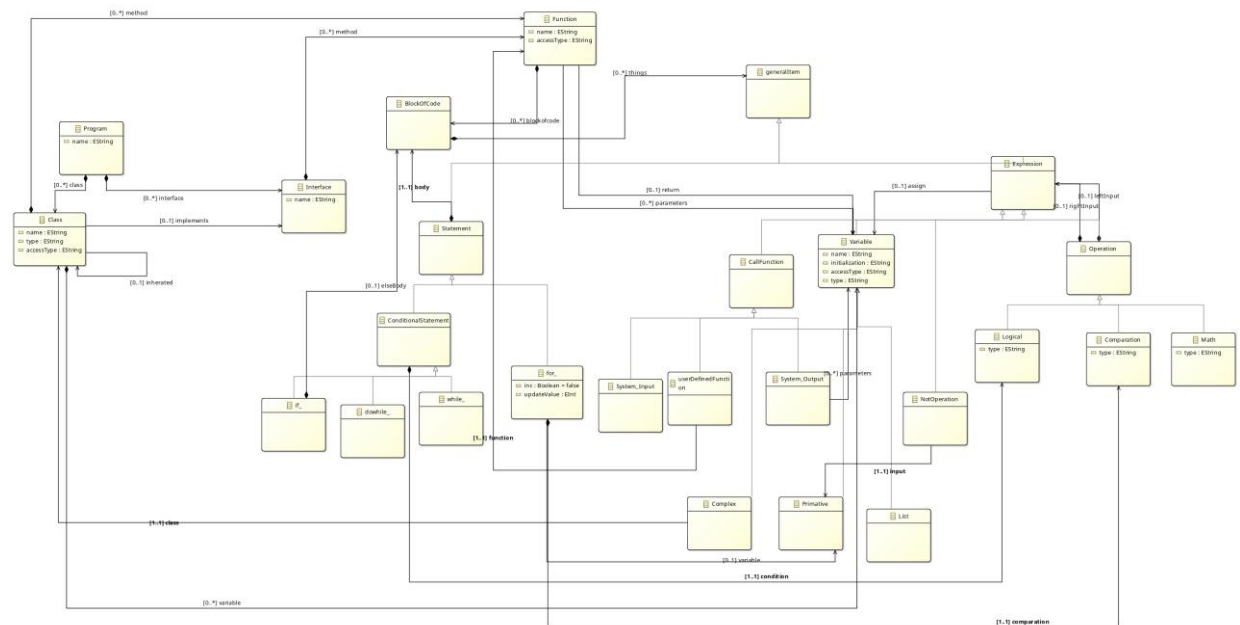 [0..*] method
Function
name : EString
accessType : EString
[0..*] method
[0..*] things
generalItem
BlockOfCode
[0..*] blockofcode
Program
name : EString
Expression
[0..*] class
[0..*] interface
Interface
name : EString
[1..1] body
[0..1] return
[0..*] parameters
[0..1] assign
[0..1] leftInput
[0..1] rightInput
Class
name : EString
type : EString
accessType : EString
[0..1] implements
[0..1] inherated
Statement
Variable
name : EString
initialization : EString
accessType : EString
type : EString
Operation
CallFunction
[0..1] elseBody
ConditionalStatement
Logical
type : EString
Comparation
type : EString
Math
type : EString
for_
inc : Boolean = false
updateValue : EInt
System_Input
userDefinedFuncti
on
System_Output
[0..*] parameters
if_
dowhile_
while_
NotOperation
[1..1] function
[1..1] input
Complex
Primative
List
[1..1] class
[0..1] variable
[1..1] condition
[0..*] variable
[1..1] comparation